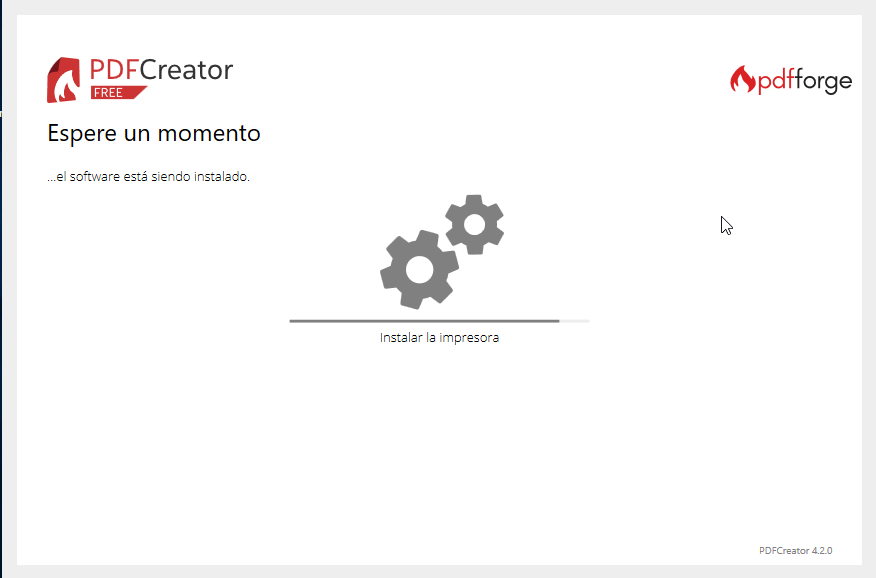 PDFCreator
FREE
pdfforge
Espere un momento
...el software está siendo instalado.
Instalar la impresora
PDFCreator 4.2.0